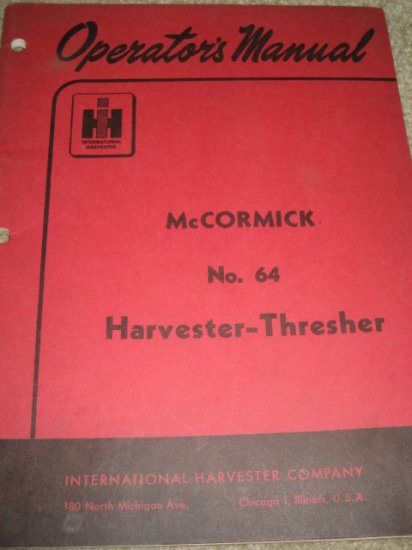 Operator's Manual
IH
INTERNATIONAL
HARVESTER
McCORMICK
No. 64
Harvester-Thresher
INTERNATIONAL HARVESTER COMPANY
180 North Michigan Ave. Chicago 1, Illinois, U.S.A.